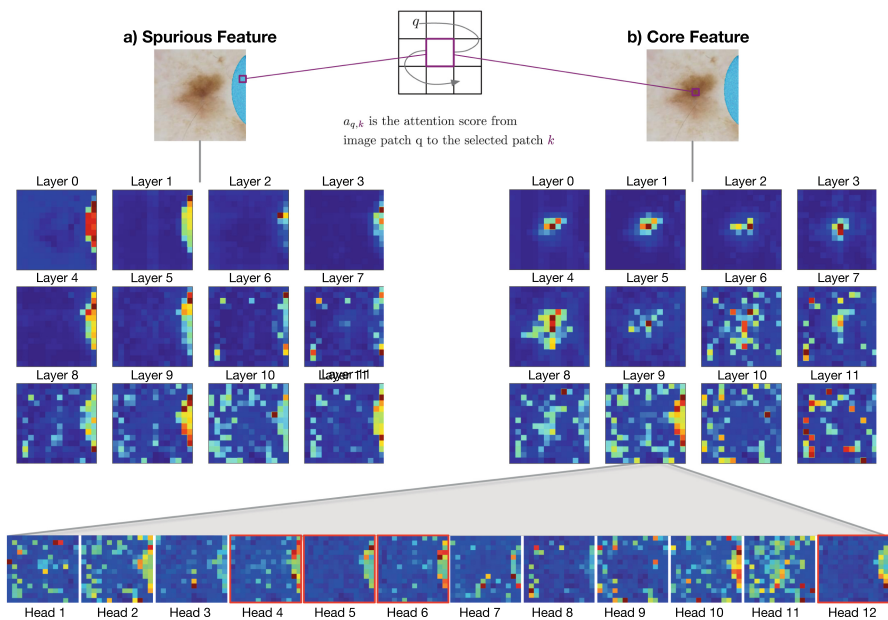 a) Spurious Feature
q
b) Core Feature
a_{q,k} is the attention score from
image patch q to the selected patch k
Layer 0 Layer 1 Layer 2 Layer 3
Layer 4 Layer 5 Layer 6 Layer 7
Layer 8 Layer 9 Layer 10 Layer 11
Layer 0 Layer 1 Layer 2 Layer 3
Layer 4 Layer 5 Layer 6 Layer 7
Layer 8 Layer 9 Layer 10 Layer 11
Head 1 Head 2 Head 3 Head 4 Head 5 Head 6 Head 7 Head 8 Head 9 Head 10 Head 11 Head 12